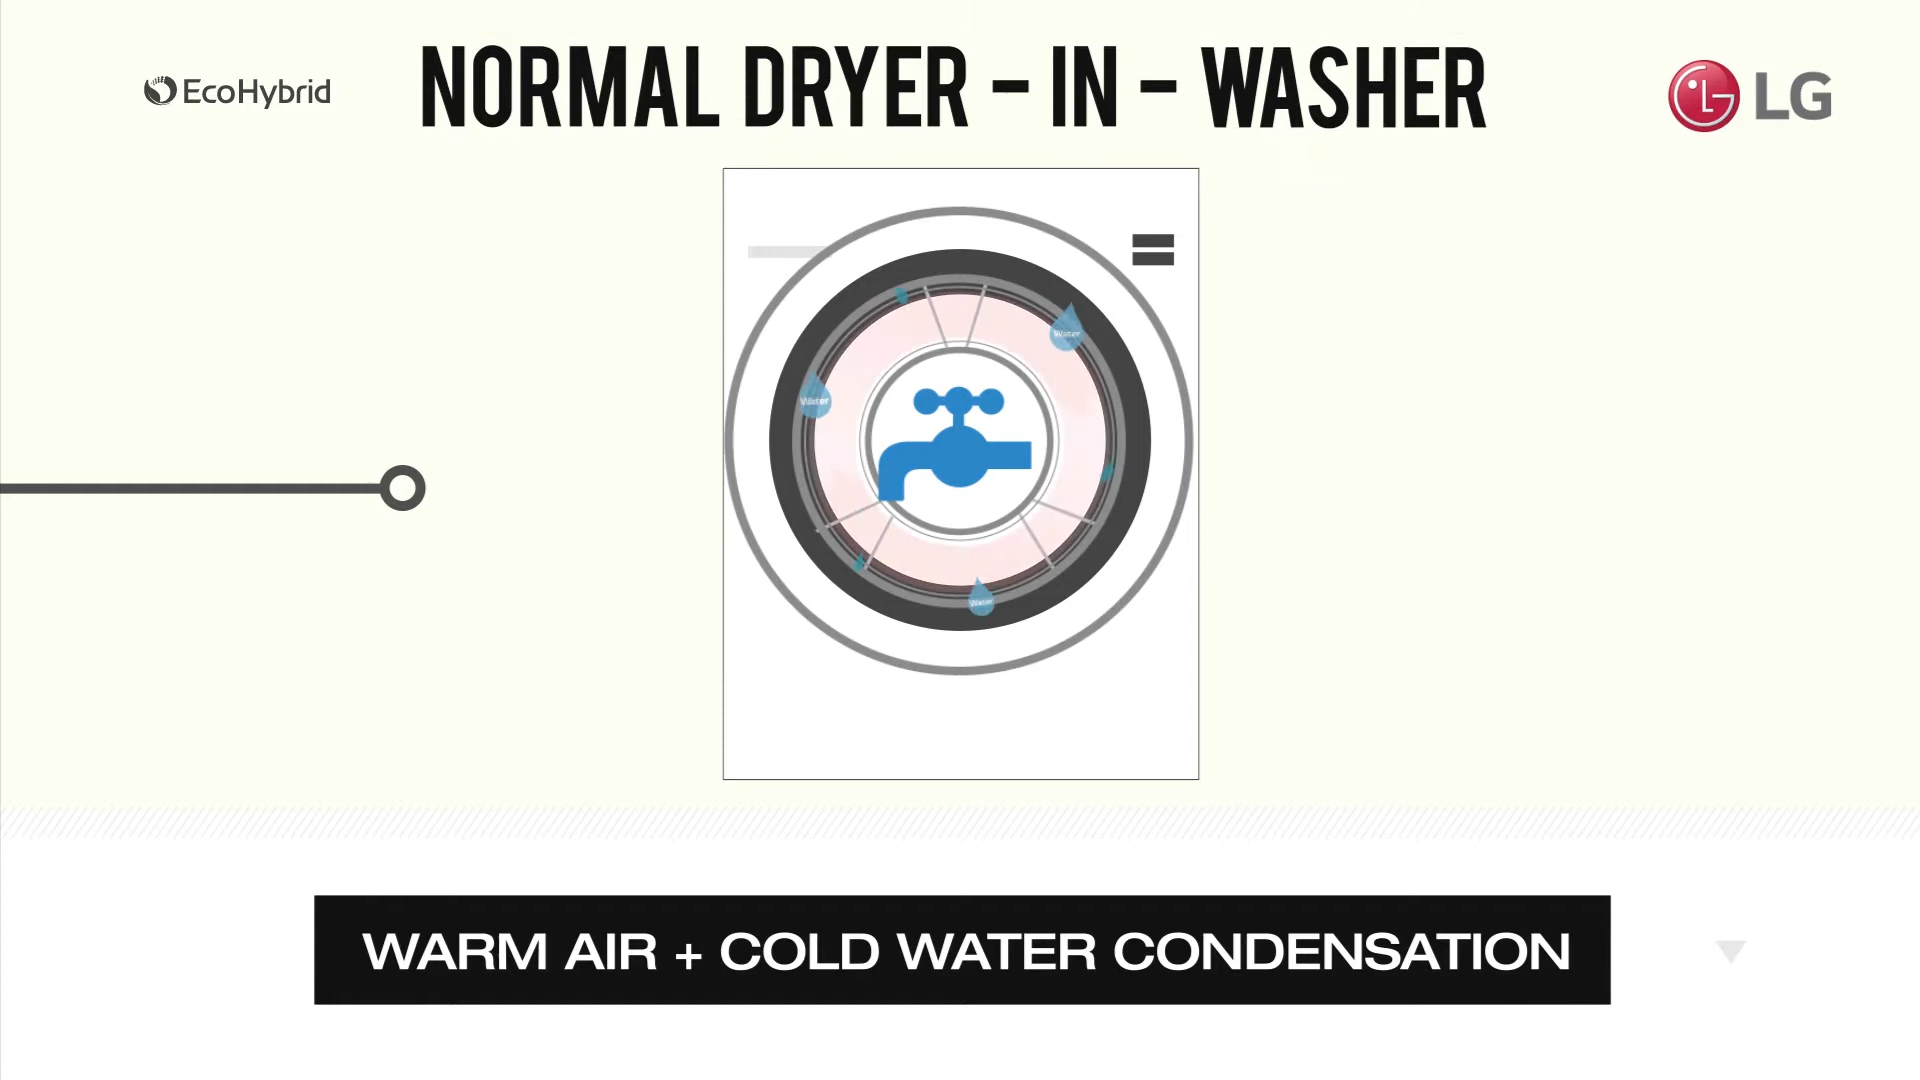 EcoHybrid
NORMAL DRYER - IN - WASHER
LG
Water
Water
Water
WARM AIR + COLD WATER CONDENSATION